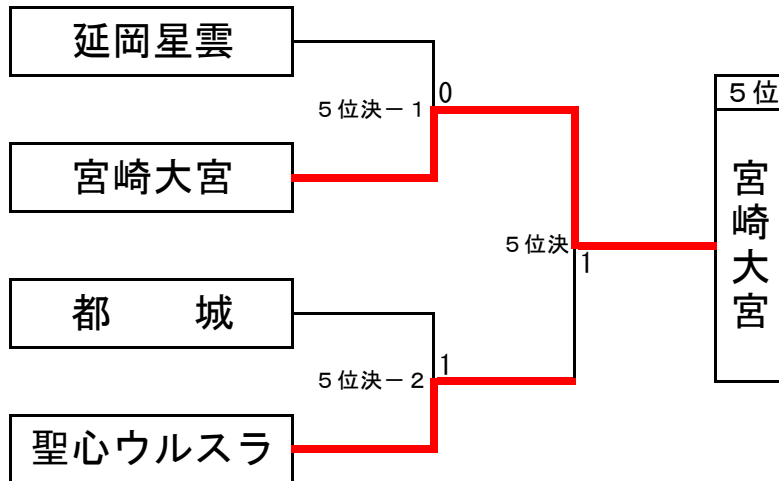 延岡星雲
5位決－1
0
宮崎大宮
5位決
1
5位
宮崎大宮
都　　城
5位決－2
1
聖心ウルスラ